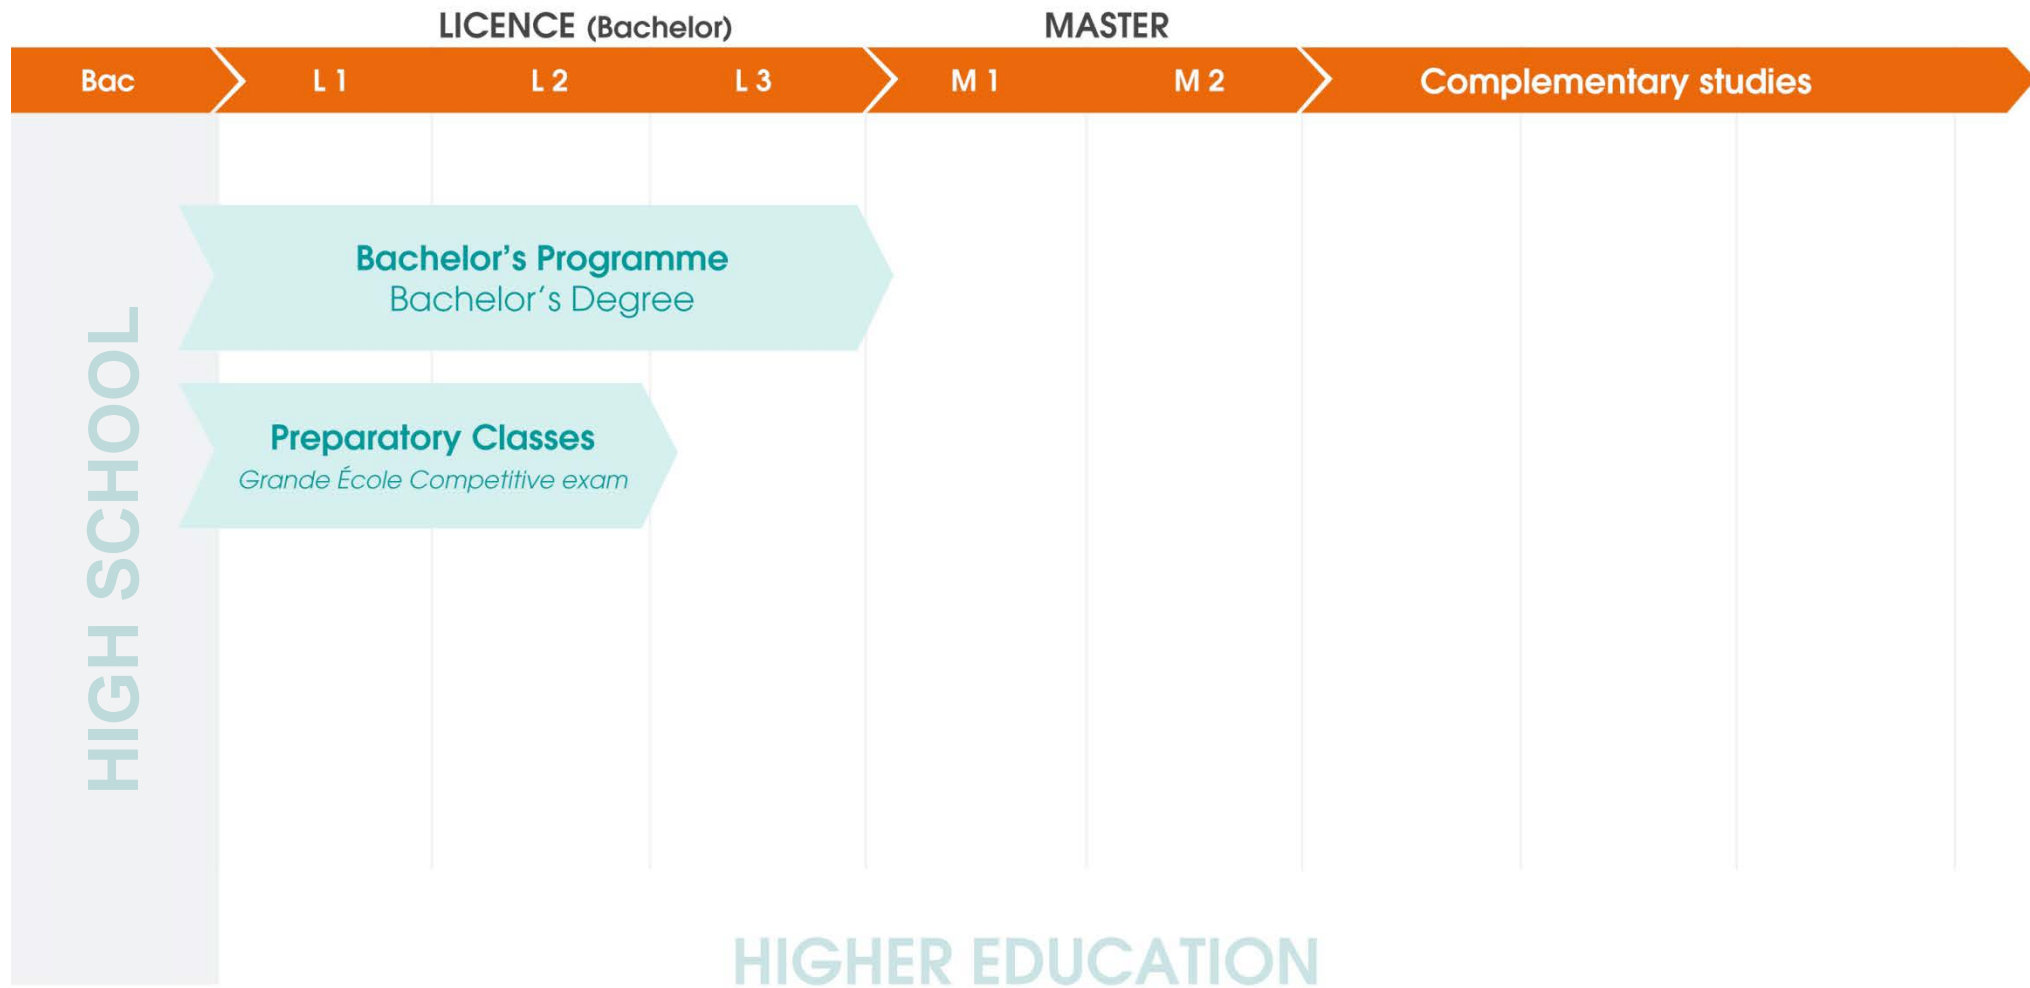 LICENCE (Bachelor)
MASTER
Bac
L 1
L 2
L 3
M 1
M 2
Complementary studies
Bachelor’s Programme
Bachelor’s Degree
Preparatory Classes
Grande École Competitive exam
HIGH SCHOOL
HIGHER EDUCATION